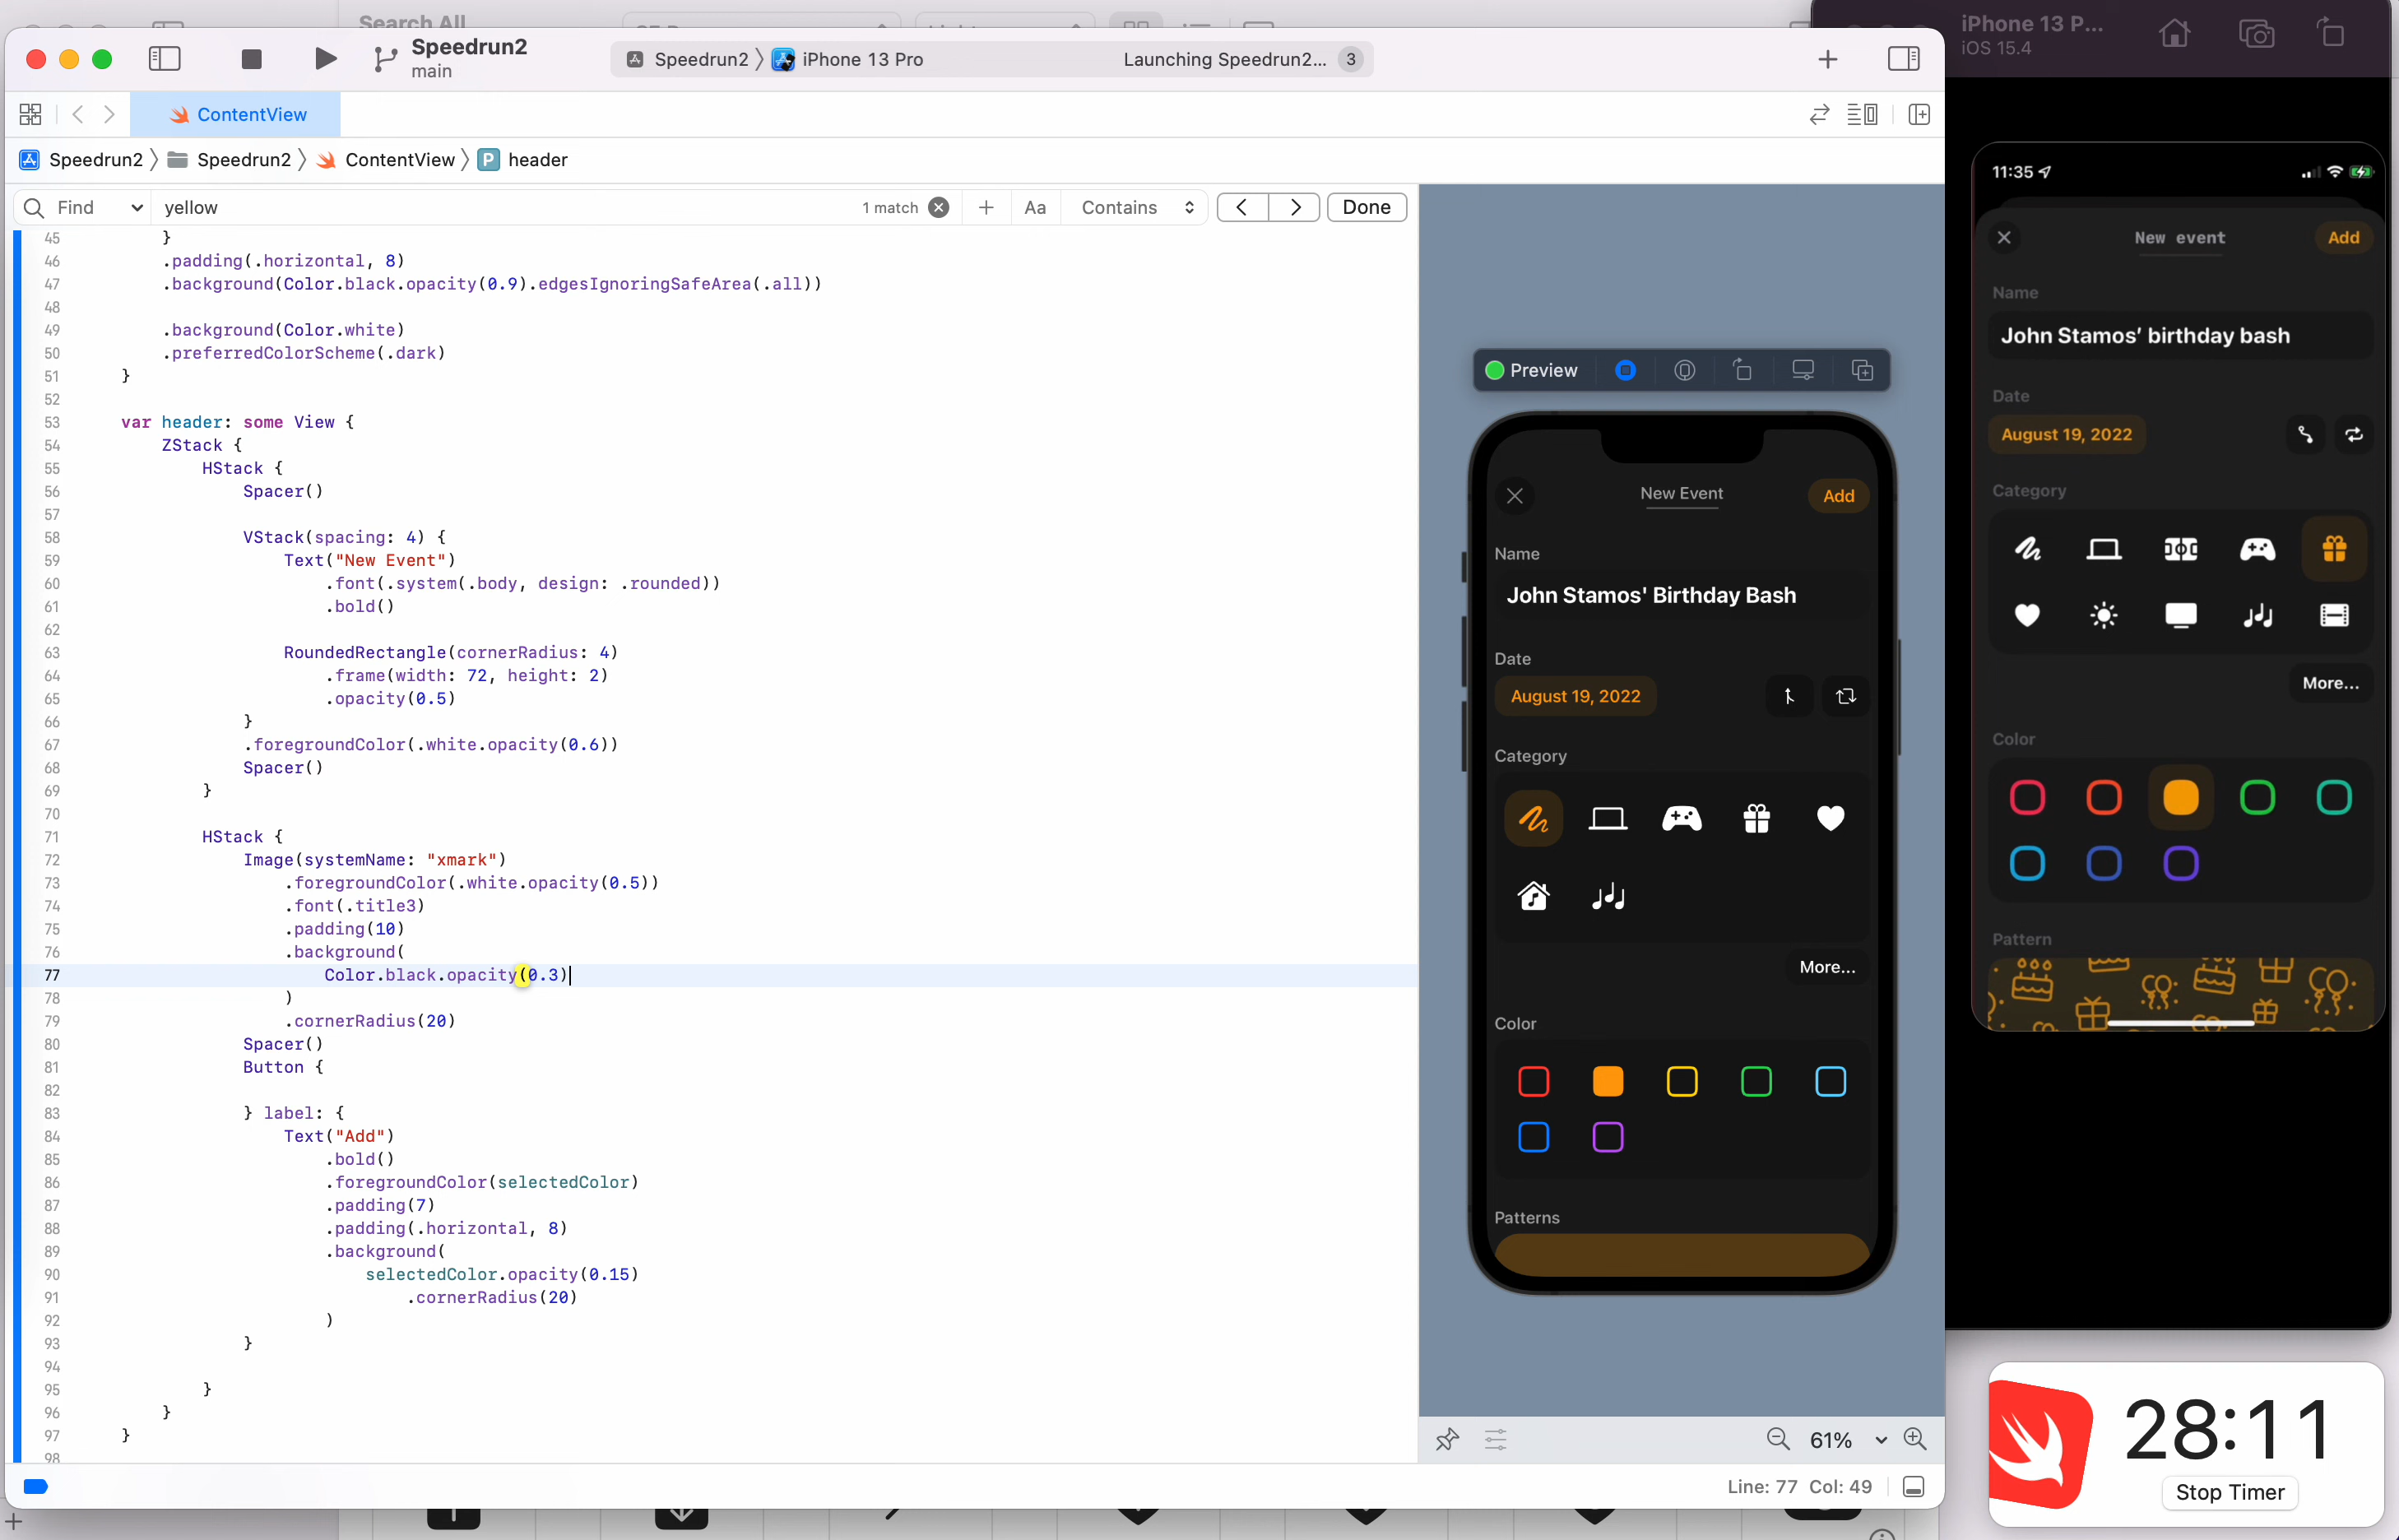 Search All
Speedrun2
main
Speedrun2 〉 iPhone 13 Pro
Launching Speedrun2... 3
ContentView
Speedrun2 〉 Speedrun2 〉 ContentView 〉 P header
Find yellow 1 match Aa Contains Done
45 }
46 .padding(.horizontal, 8)
47 .background(Color.black.opacity(0.9).edgesIgnoringSafeArea(.all))
48
49 .background(Color.white)
50 .preferredColorScheme(.dark)
51 }
52
53 var header: some View {
54 ZStack {
55 HStack {
56 Spacer()
57
58 VStack(spacing: 4) {
59 Text("New Event")
60 .font(.system(.body, design: .rounded))
61 .bold()
62
63 RoundedRectangle(cornerRadius: 4)
64 .frame(width: 72, height: 2)
65 .opacity(0.5)
66 }
67 .foregroundColor(.white.opacity(0.6))
68 Spacer()
69 }
70
71 HStack {
72 Image(systemName: "xmark")
73 .foregroundColor(.white.opacity(0.5))
74 .font(.title3)
75 .padding(10)
76 .background(
77 Color.black.opacity(0.3)
78 )
79 .cornerRadius(20)
80 Spacer()
81 Button {
82
83 } label: {
84 Text("Add")
85 .bold()
86 .foregroundColor(selectedColor)
87 .padding(7)
88 .padding(.horizontal, 8)
89 .background(
90 selectedColor.opacity(0.15)
91 .cornerRadius(20)
92 )
93 }
94
95 }
96 }
97 }
98
Preview
New Event
Add
Name
John Stamos' Birthday Bash
Date
August 19, 2022
Category
More...
Color
Patterns
61%
Line: 77 Col: 49
iPhone 13 P...
iOS 15.4
11:35
New event
Add
Name
John Stamos' birthday bash
Date
August 19, 2022
Category
More...
Color
Pattern
28:11
Stop Timer